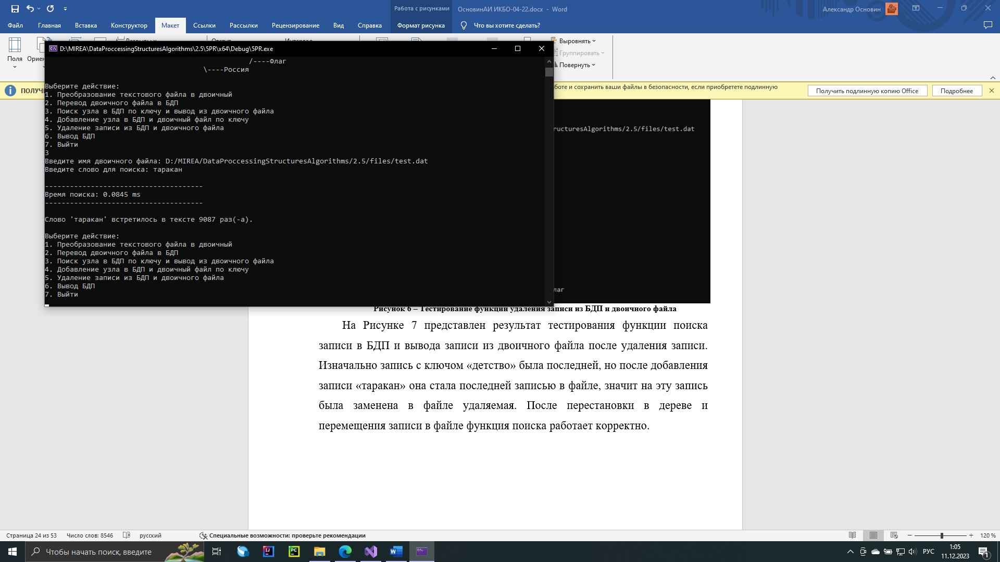 Работа с рисунками
ОсновинАИ ИКБО-04-22.docx - Word
Александр Основин
Файл Главная Вставка Конструктор Макет Ссылки Рассылки Рецензирование Вид Справка Формат рисунка Что вы хотите сделать?
Разрывы Отступ Интервал Выровнять
Группировать
Повернуть
Поля
D:\MIREA\DataProccessingStructuresAlgorithms\2.5\5PR\x64\Debug\5PR.exe
/----Флаг
\----Россия
Выберите действие:
1. Преобразование текстового файла в двоичный
2. Перевод двоичного файла в БДП
3. Поиск узла в БДП по ключу и вывод из двоичного файла
4. Добавление узла в БДП и двоичный файл по ключу
5. Удаление записи из БДП и двоичного файла
6. Вывод БДП
7. Выйти
3
Введите имя двоичного файла: D:/MIREA/DataProccessingStructuresAlgorithms/2.5/files/test.dat
Введите слово для поиска: таракан
--------------------------------------
Время поиска: 0.0845 ms
--------------------------------------
Слово 'таракан' встретилось в тексте 9087 раз(-а).
Выберите действие:
1. Преобразование текстового файла в двоичный
2. Перевод двоичного файла в БДП
3. Поиск узла в БДП по ключу и вывод из двоичного файла
4. Добавление узла в БДП и двоичный файл по ключу
5. Удаление записи из БДП и двоичного файла
6. Вывод БДП
7. Выйти
боте и сохранить ваши файлы в безопасности, если приобретете подлинную
Получить подлинную копию Office Подробнее
ructuresAlgorithms/2.5/files/test.dat
лаг
Рисунок 6 – Тестирование функции удаления записи из БДП и двоичного файла
На Рисунке 7 представлен результат тестирования функции поиска
записи в БДП и вывода записи из двоичного файла после удаления записи.
Изначально запись с ключом «детство» была последней, но после добавления
записи «таракан» она стала последней записью в файле, значит на эту запись
была заменена в файле удаляемая. После перестановки в дереве и
перемещения записи в файле функция поиска работает корректно.
Страница 24 из 53 Число слов: 8546 русский Специальные возможности: проверьте рекомендации 120 %
Чтобы начать поиск, введите
РУС
1:05
11.12.2023
1